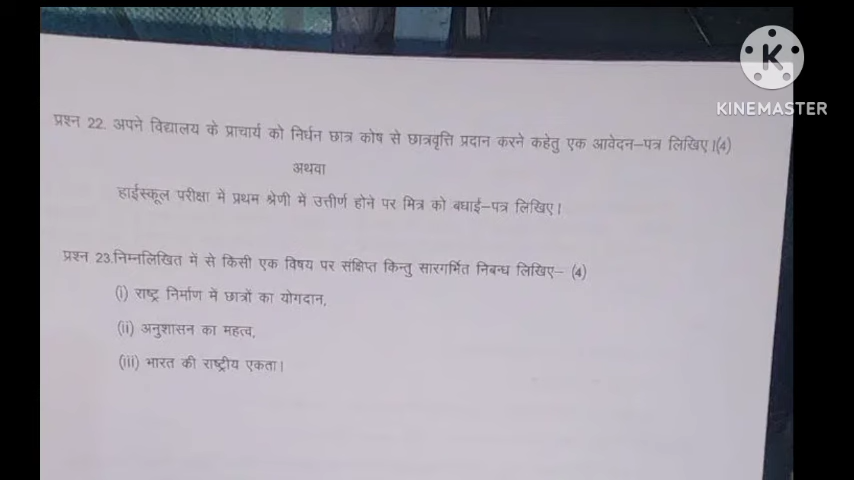 KINEMASTER
प्रश्न 22. अपने विद्यालय के प्राचार्य को निर्धन छात्र कोष से छात्रवृत्ति प्रदान करने कहेतु एक आवेदन–पत्र लिखिए।(4)
अथवा
हाईस्कूल परीक्षा में प्रथम श्रेणी में उत्तीर्ण होने पर मित्र को बधाई–पत्र लिखिए।
प्रश्न 23.निम्नलिखित में से किसी एक विषय पर संक्षिप्त किन्तु सारगर्भित निबन्ध लिखिए– (4)
(i) राष्ट्र निर्माण में छात्रों का योगदान,
(ii) अनुशासन का महत्व,
(iii) भारत की राष्ट्रीय एकता।